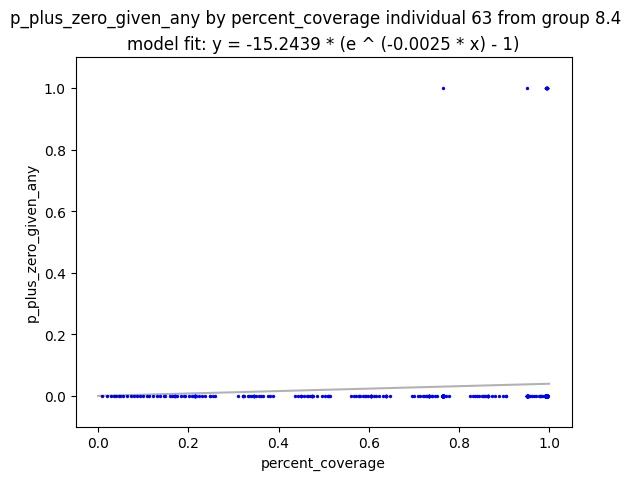 p_plus_zero_given_any by percent_coverage individual 63 from group 8.4
model fit: y = -15.2439 * (e ^ (-0.0025 * x) - 1)
1.0
0.8
0.6
0.4
0.2
0.0
p_plus_zero_given_any
0.0 0.2 0.4 0.6 0.8 1.0
percent_coverage